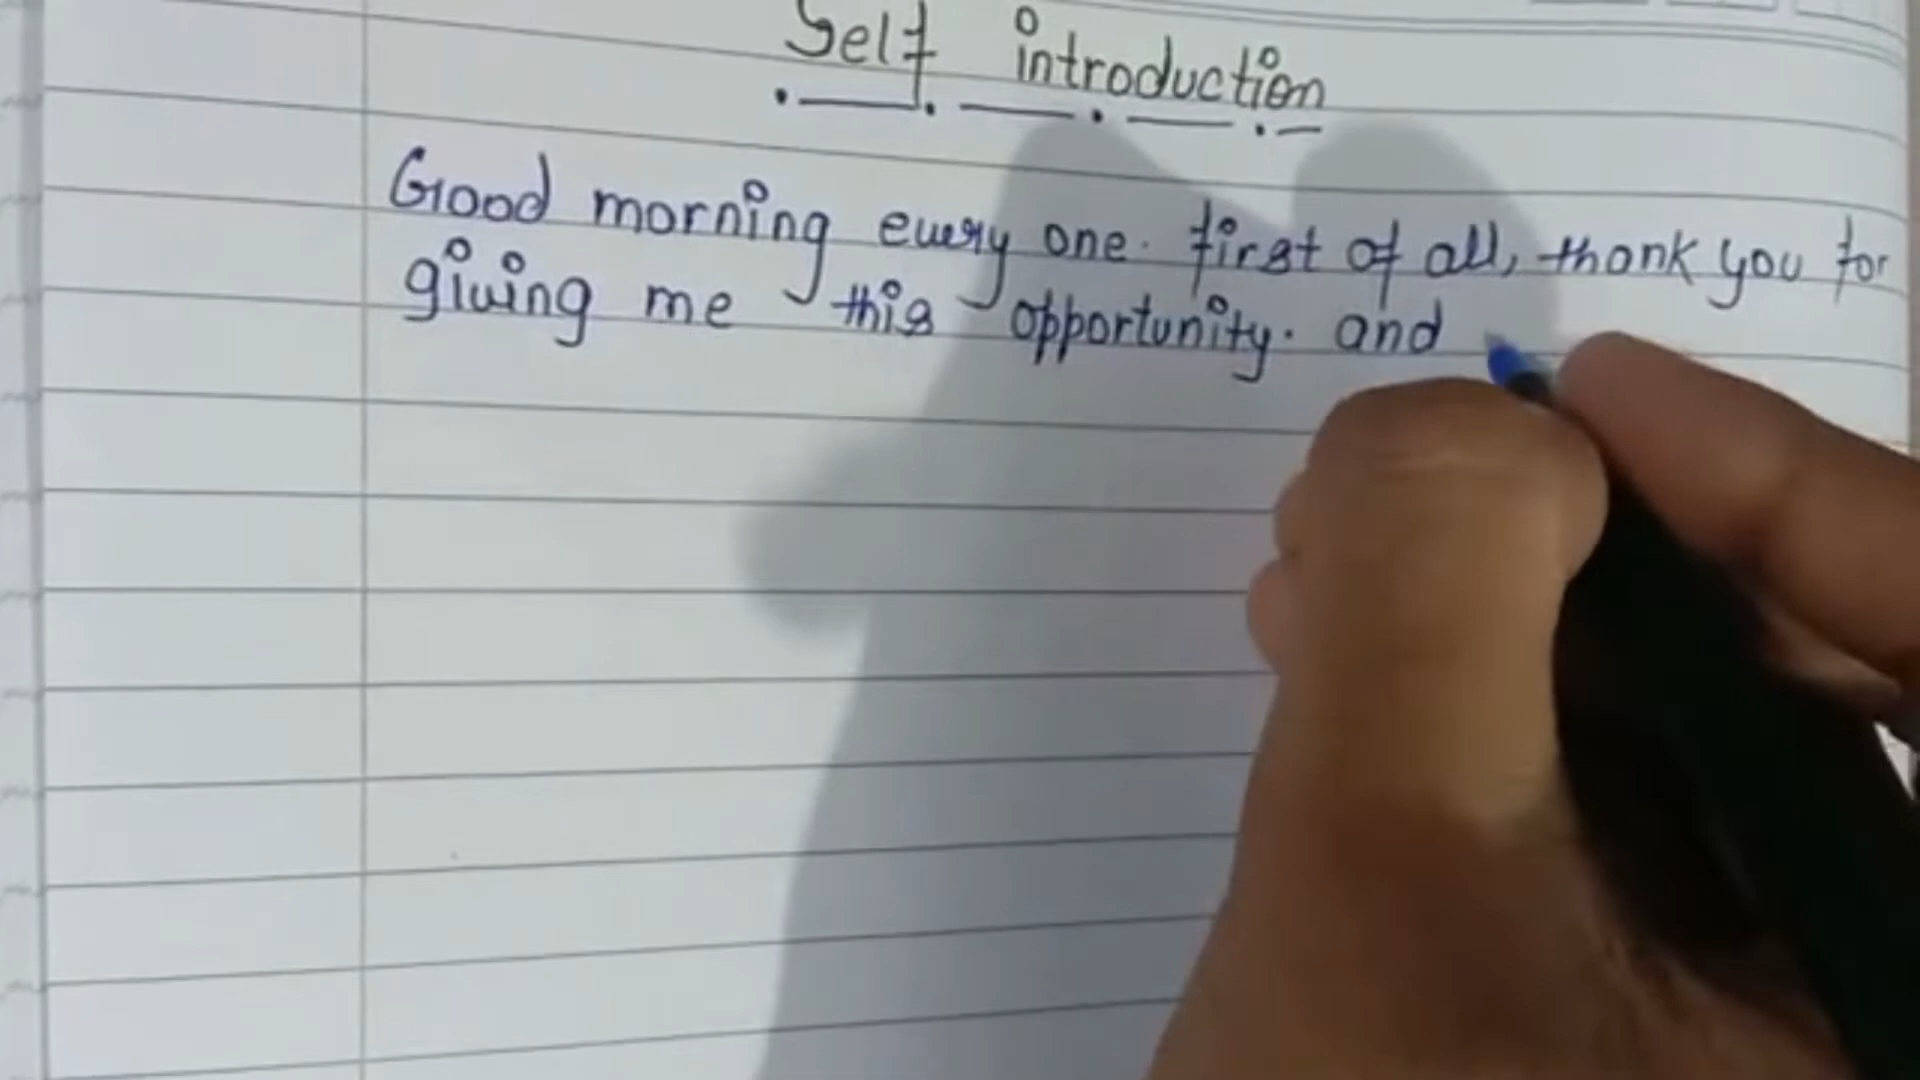 Self introduction
Good morning every one. first of all, thank you for
giving me this opportunity. and